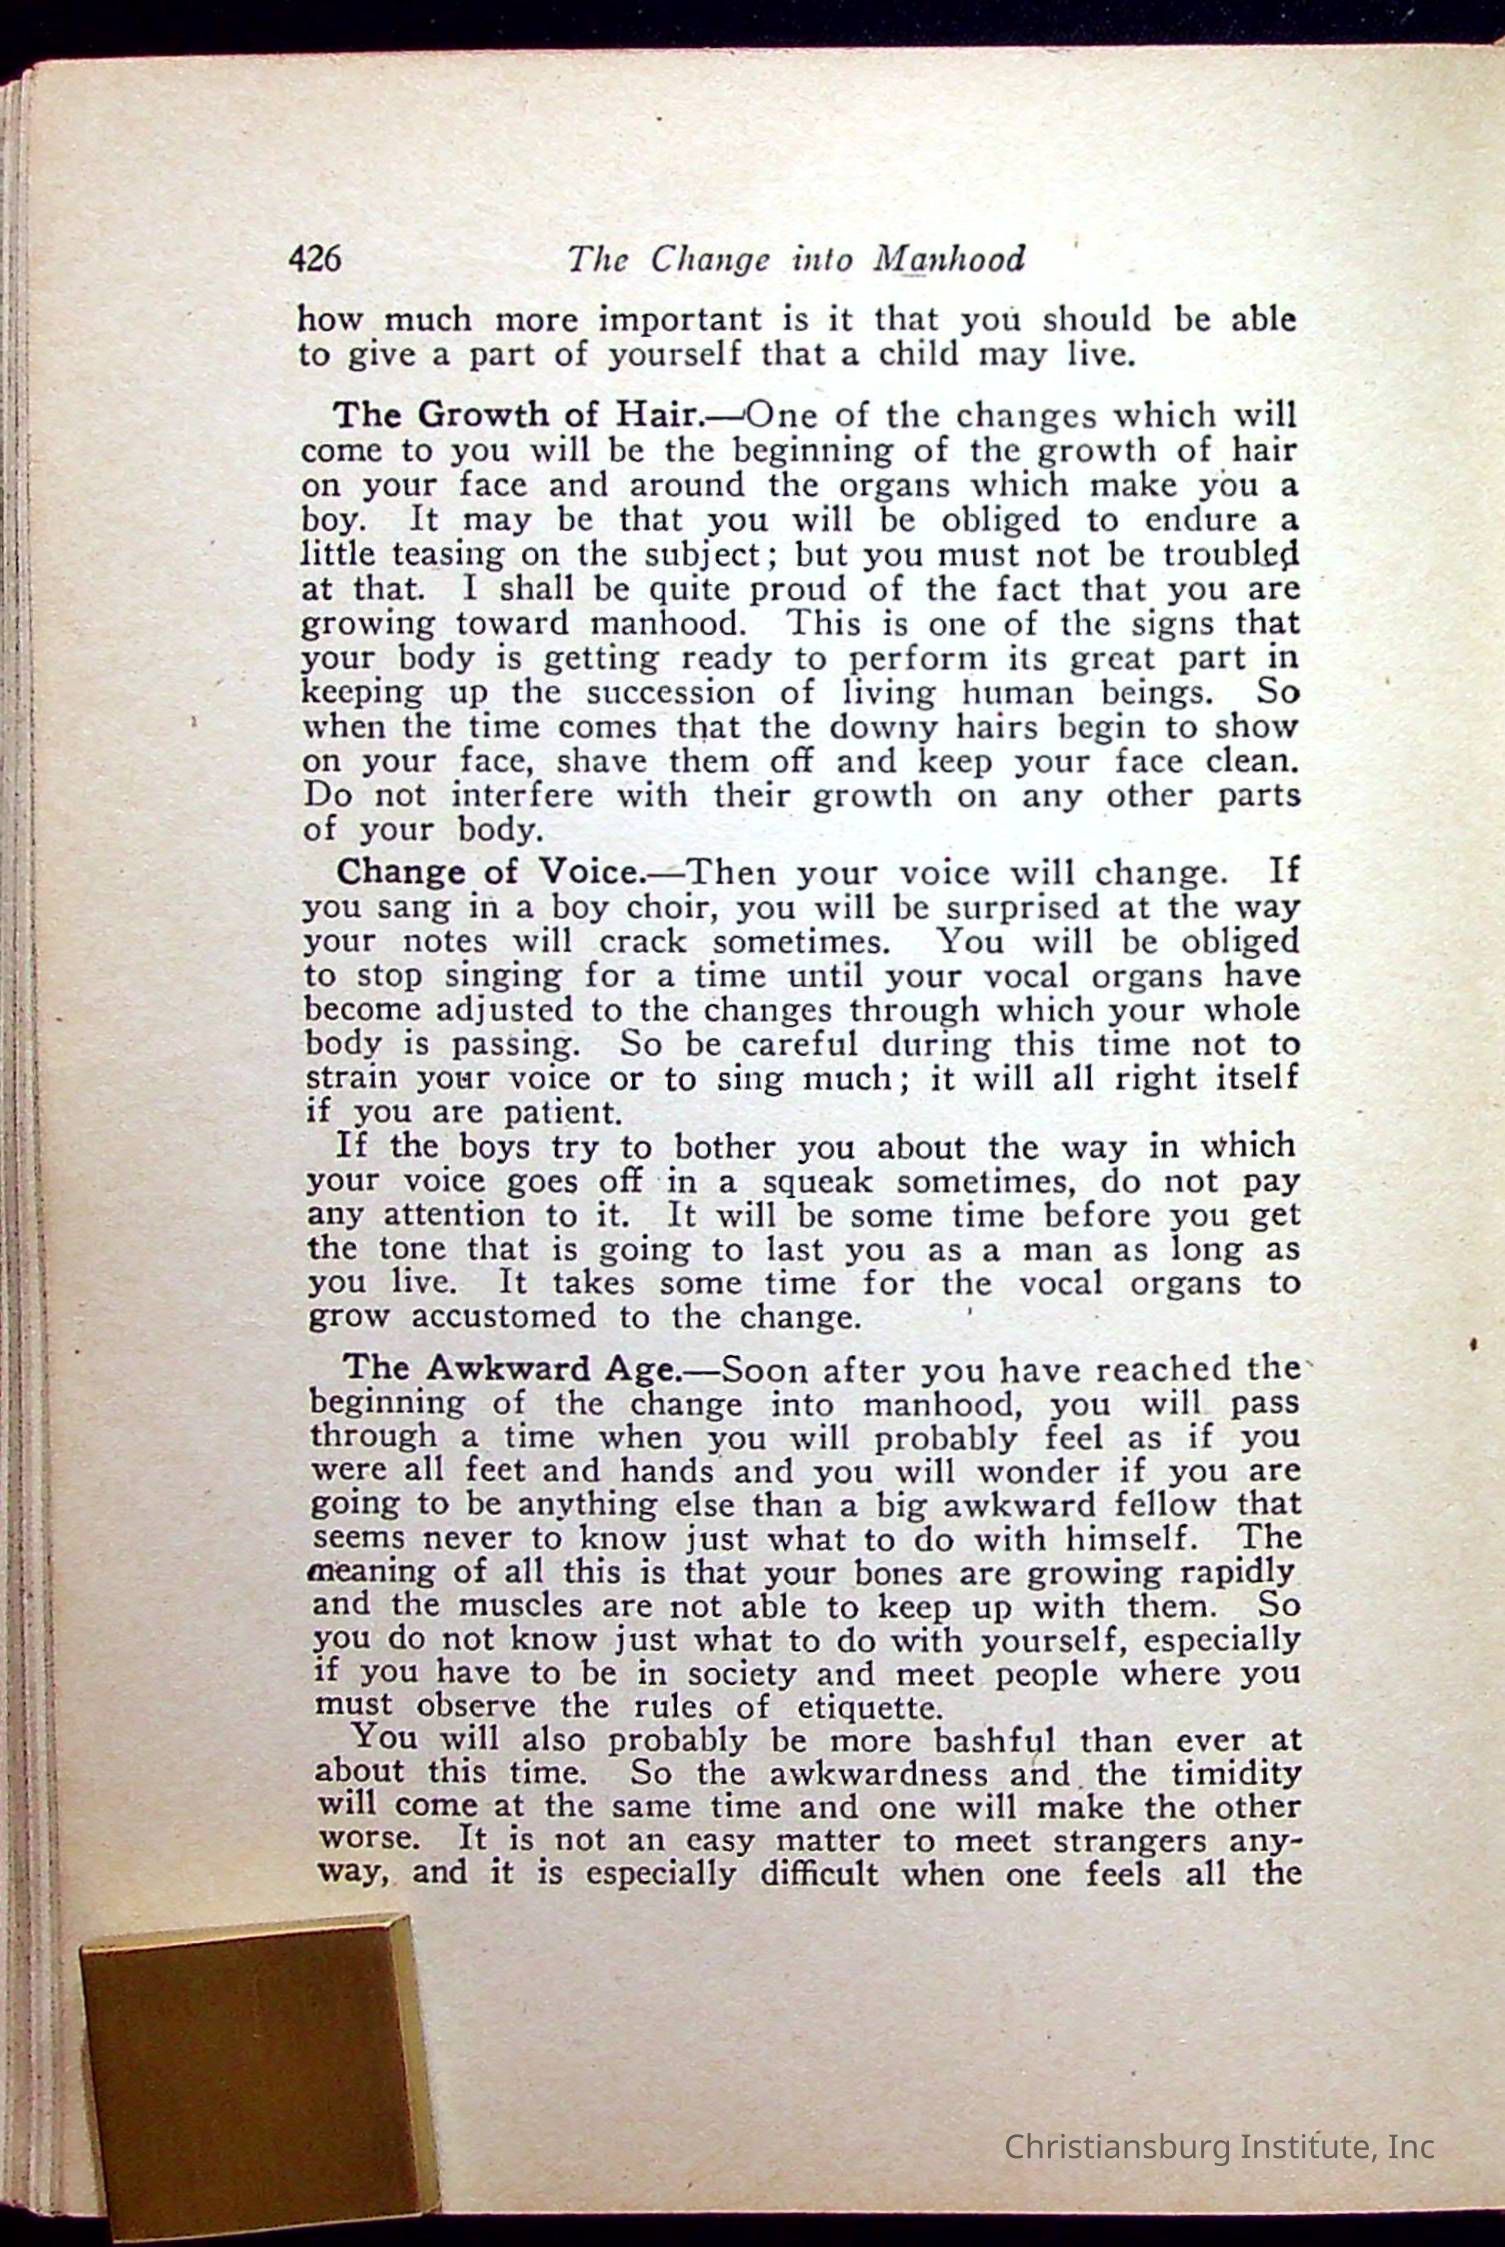 426 The Change into Manhood
how much more important is it that you should be able
to give a part of yourself that a child may live.
The Growth of Hair.—One of the changes which will
come to you will be the beginning of the growth of hair
on your face and around the organs which make you a
boy. It may be that you will be obliged to endure a
little teasing on the subject; but you must not be troubled
at that. I shall be quite proud of the fact that you are
growing toward manhood. This is one of the signs that
your body is getting ready to perform its great part in
keeping up the succession of living human beings. So
when the time comes that the downy hairs begin to show
on your face, shave them off and keep your face clean.
Do not interfere with their growth on any other parts
of your body.
Change of Voice.—Then your voice will change. If
you sang in a boy choir, you will be surprised at the way
your notes will crack sometimes. You will be obliged
to stop singing for a time until your vocal organs have
become adjusted to the changes through which your whole
body is passing. So be careful during this time not to
strain your voice or to sing much; it will all right itself
if you are patient.
If the boys try to bother you about the way in which
your voice goes off in a squeak sometimes, do not pay
any attention to it. It will be some time before you get
the tone that is going to last you as a man as long as
you live. It takes some time for the vocal organs to
grow accustomed to the change.
The Awkward Age.—Soon after you have reached the
beginning of the change into manhood, you will pass
through a time when you will probably feel as if you
were all feet and hands and you will wonder if you are
going to be anything else than a big awkward fellow that
seems never to know just what to do with himself. The
meaning of all this is that your bones are growing rapidly
and the muscles are not able to keep up with them. So
you do not know just what to do with yourself, especially
if you have to be in society and meet people where you
must observe the rules of etiquette.
You will also probably be more bashful than ever at
about this time. So the awkwardness and the timidity
will come at the same time and one will make the other
worse. It is not an easy matter to meet strangers any-
way, and it is especially difficult when one feels all the
Christiansburg Institute, Inc